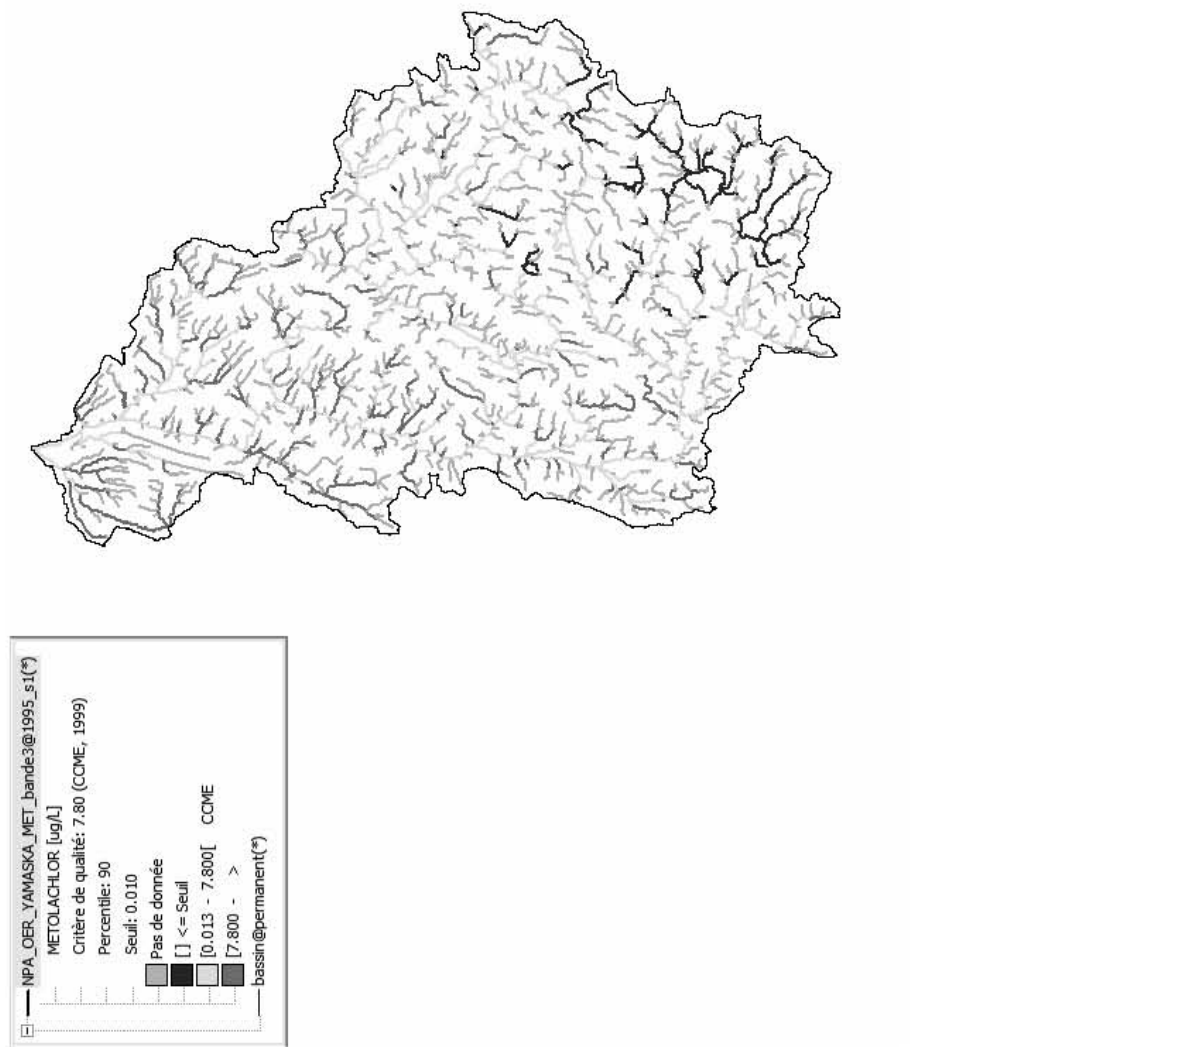 NPA_OER_YAMASKA_MET_bande3@1995_s1(*)
METOLACHLOR [ug/L]
Critère de qualité: 7.80 (CCME, 1999)
Percentile: 90
Seuil: 0.010
Pas de donnée
[ ] <= Seuil
[0.013 - 7.800[ CCME
[7.800 - >
bassin@permanent(*)